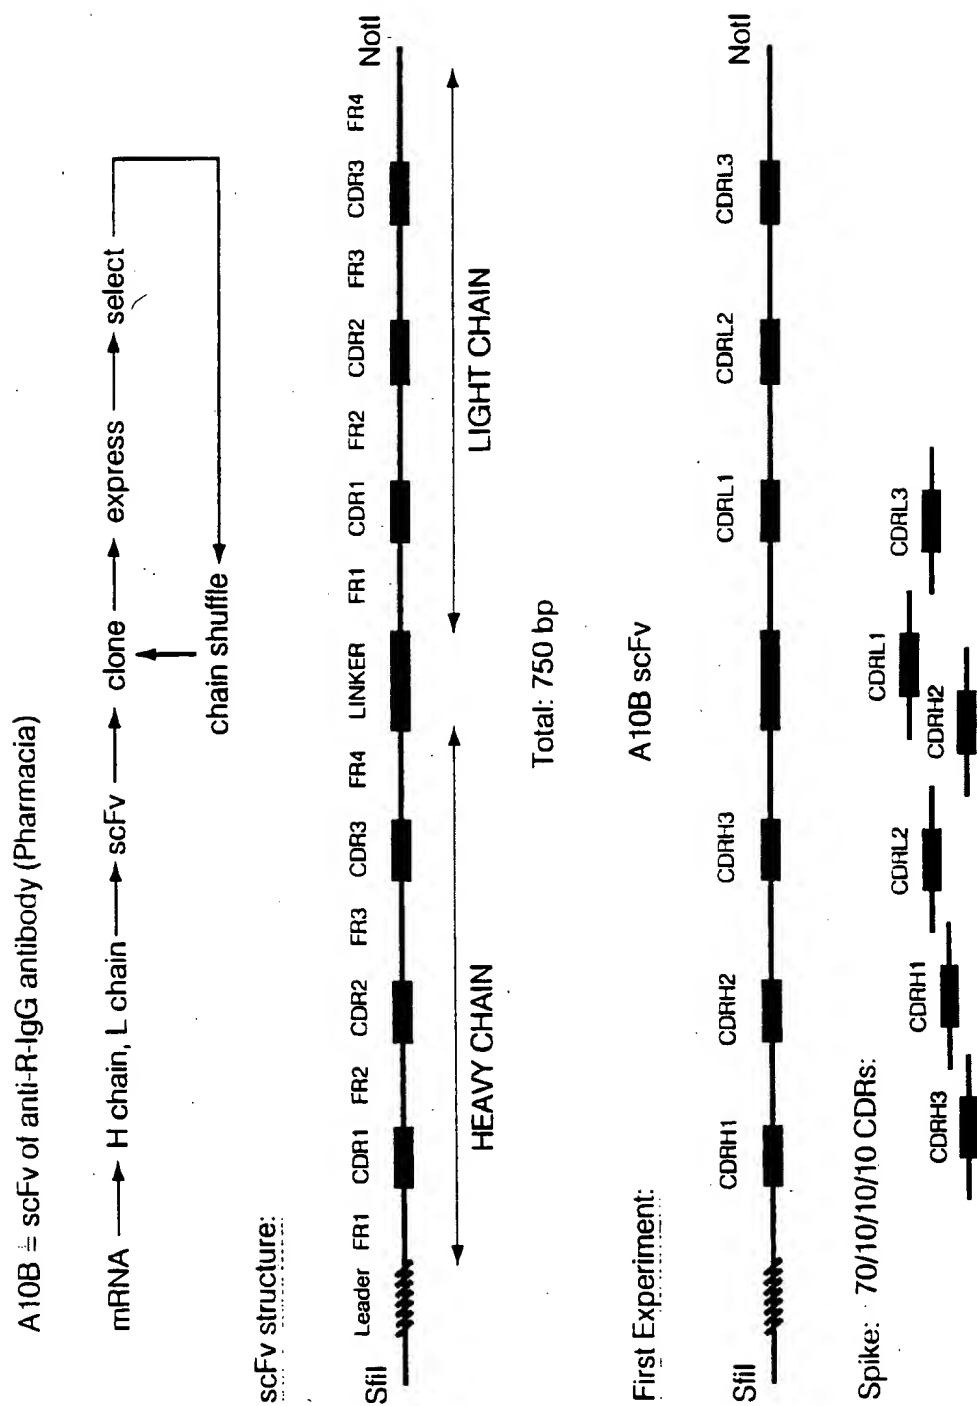 A10B = scFv of anti-R-IgG antibody (Pharmacia)
mRNA H chain, L chain scFv clone express select
chain shuffle
scFv structure:
SfiI Leader FR1 CDR1 FR2 CDR2 FR3 CDR3 FR4 LINKER FR1 CDR1 FR2 CDR2 FR3 CDR3 FR4 NotI
HEAVY CHAIN LIGHT CHAIN
Total: 750 bp
First Experiment:
A10B scFv
SfiI CDRH1 CDRH2 CDRH3 CDRL1 CDRL2 CDRL3 NotI
Spike: 70/10/10/10 CDRs:
CDRH3 CDRH1 CDRL2 CDRH2 CDRL1 CDRL3